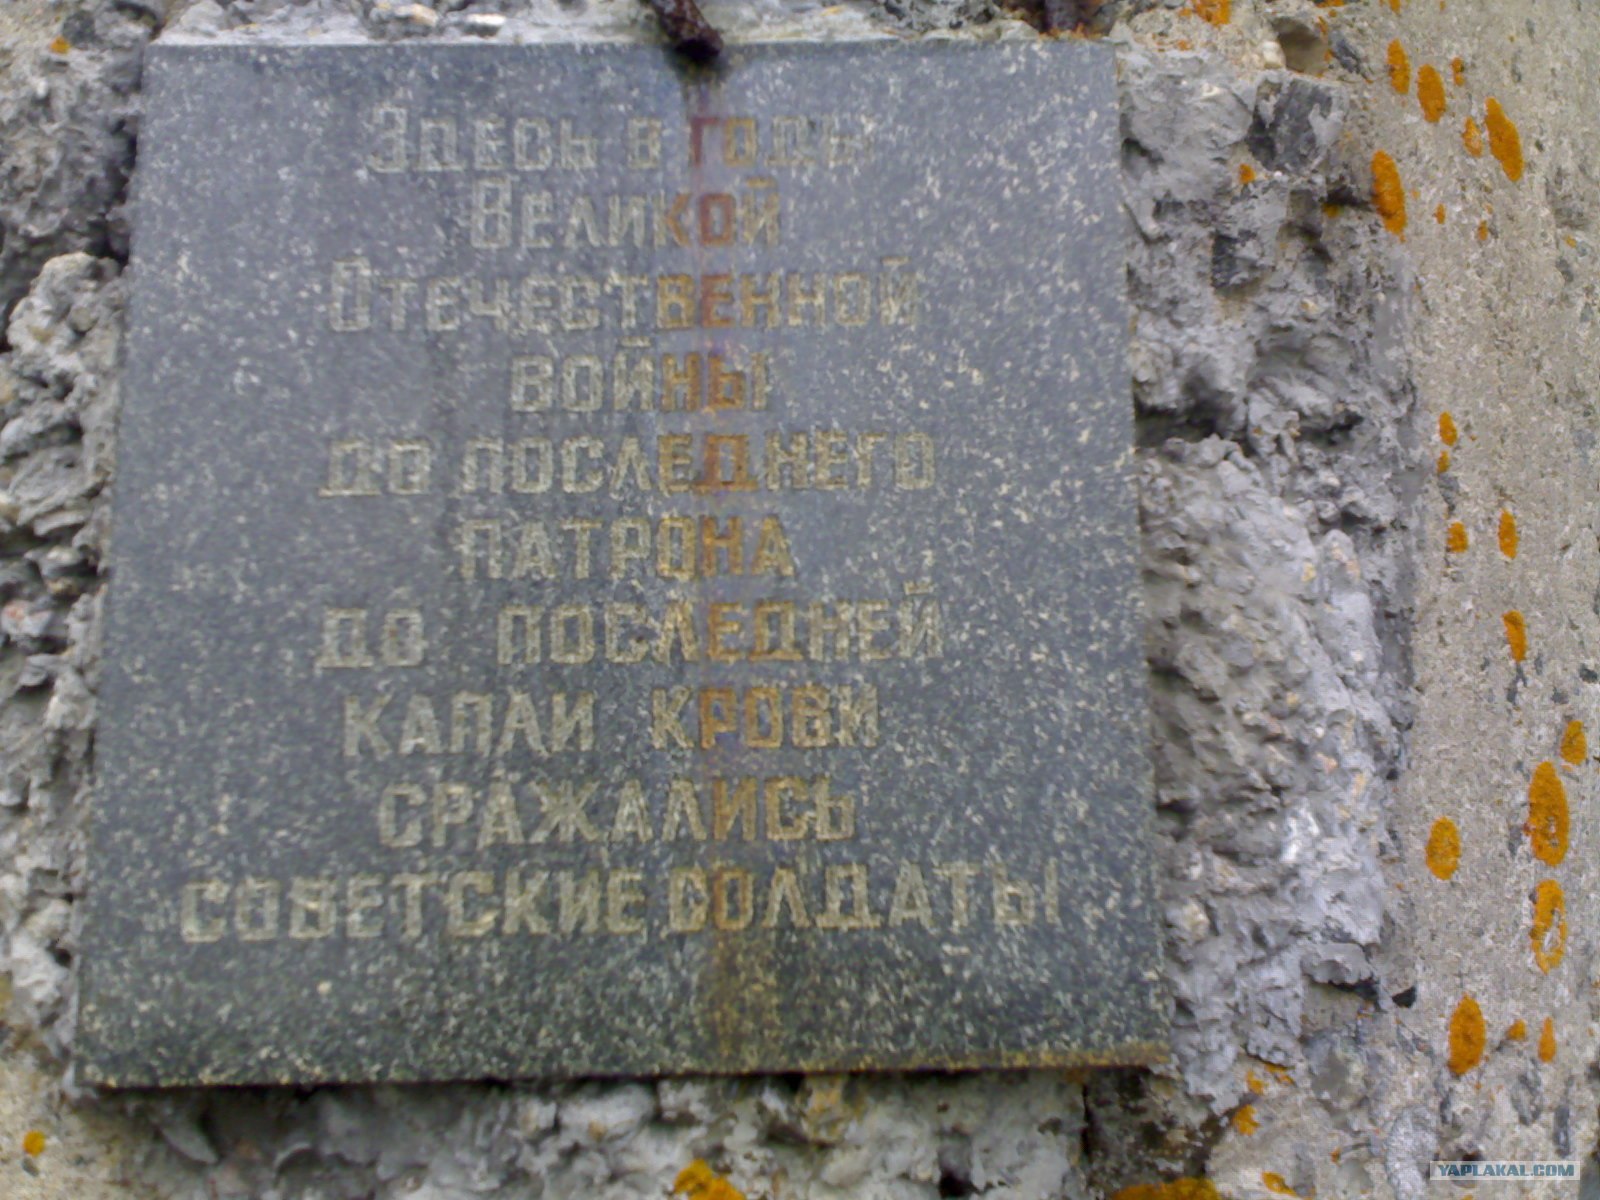 Здесь в годы
Великой
Отечественной
войны
до последнего
патрона
до последней
капли крови
сражались
советские солдаты
YAPLAKAL.COM